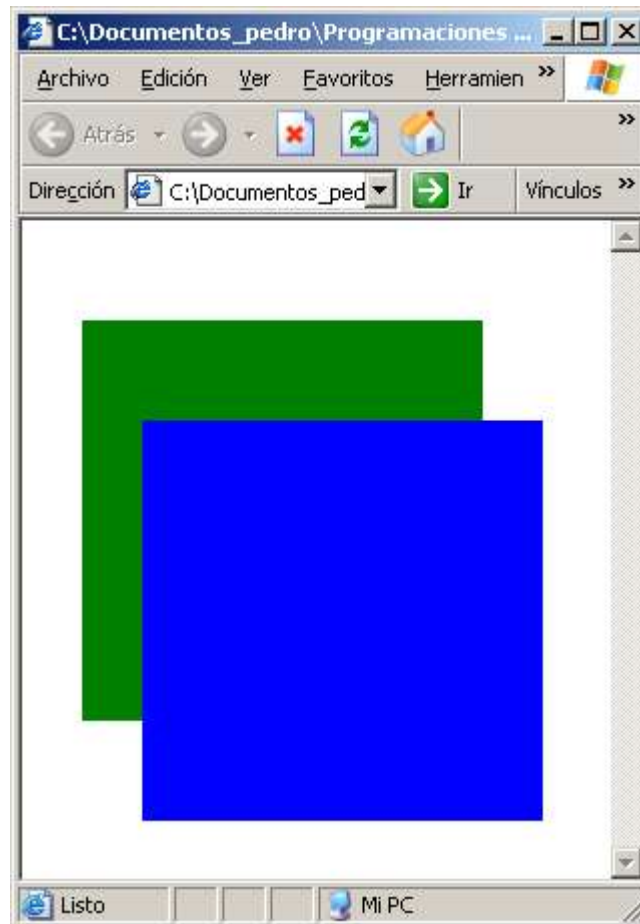 C:\Documentos_pedro\Programaciones ...
Archivo Edición Ver Favoritos Herramien »
Atrás »
Dirección C:\Documentos_ped Ir Vínculos »
Listo Mi PC